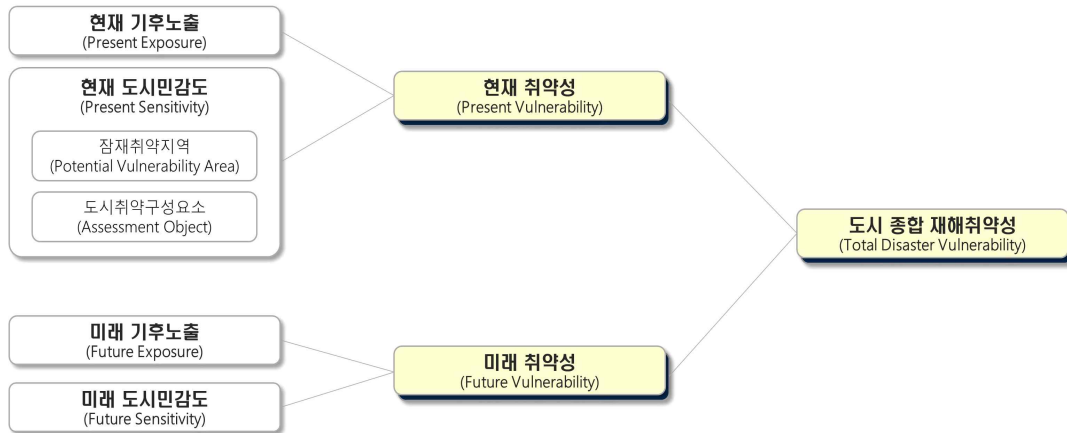 현재 기후노출
(Present Exposure)
현재 도시민감도
(Present Sensitivity)
잠재취약지역
(Potential Vulnerability Area)
도시취약구성요소
(Assessment Object)
현재 취약성
(Present Vulnerability)
미래 기후노출
(Future Exposure)
미래 도시민감도
(Future Sensitivity)
미래 취약성
(Future Vulnerability)
도시 종합 재해취약성
(Total Disaster Vulnerability)